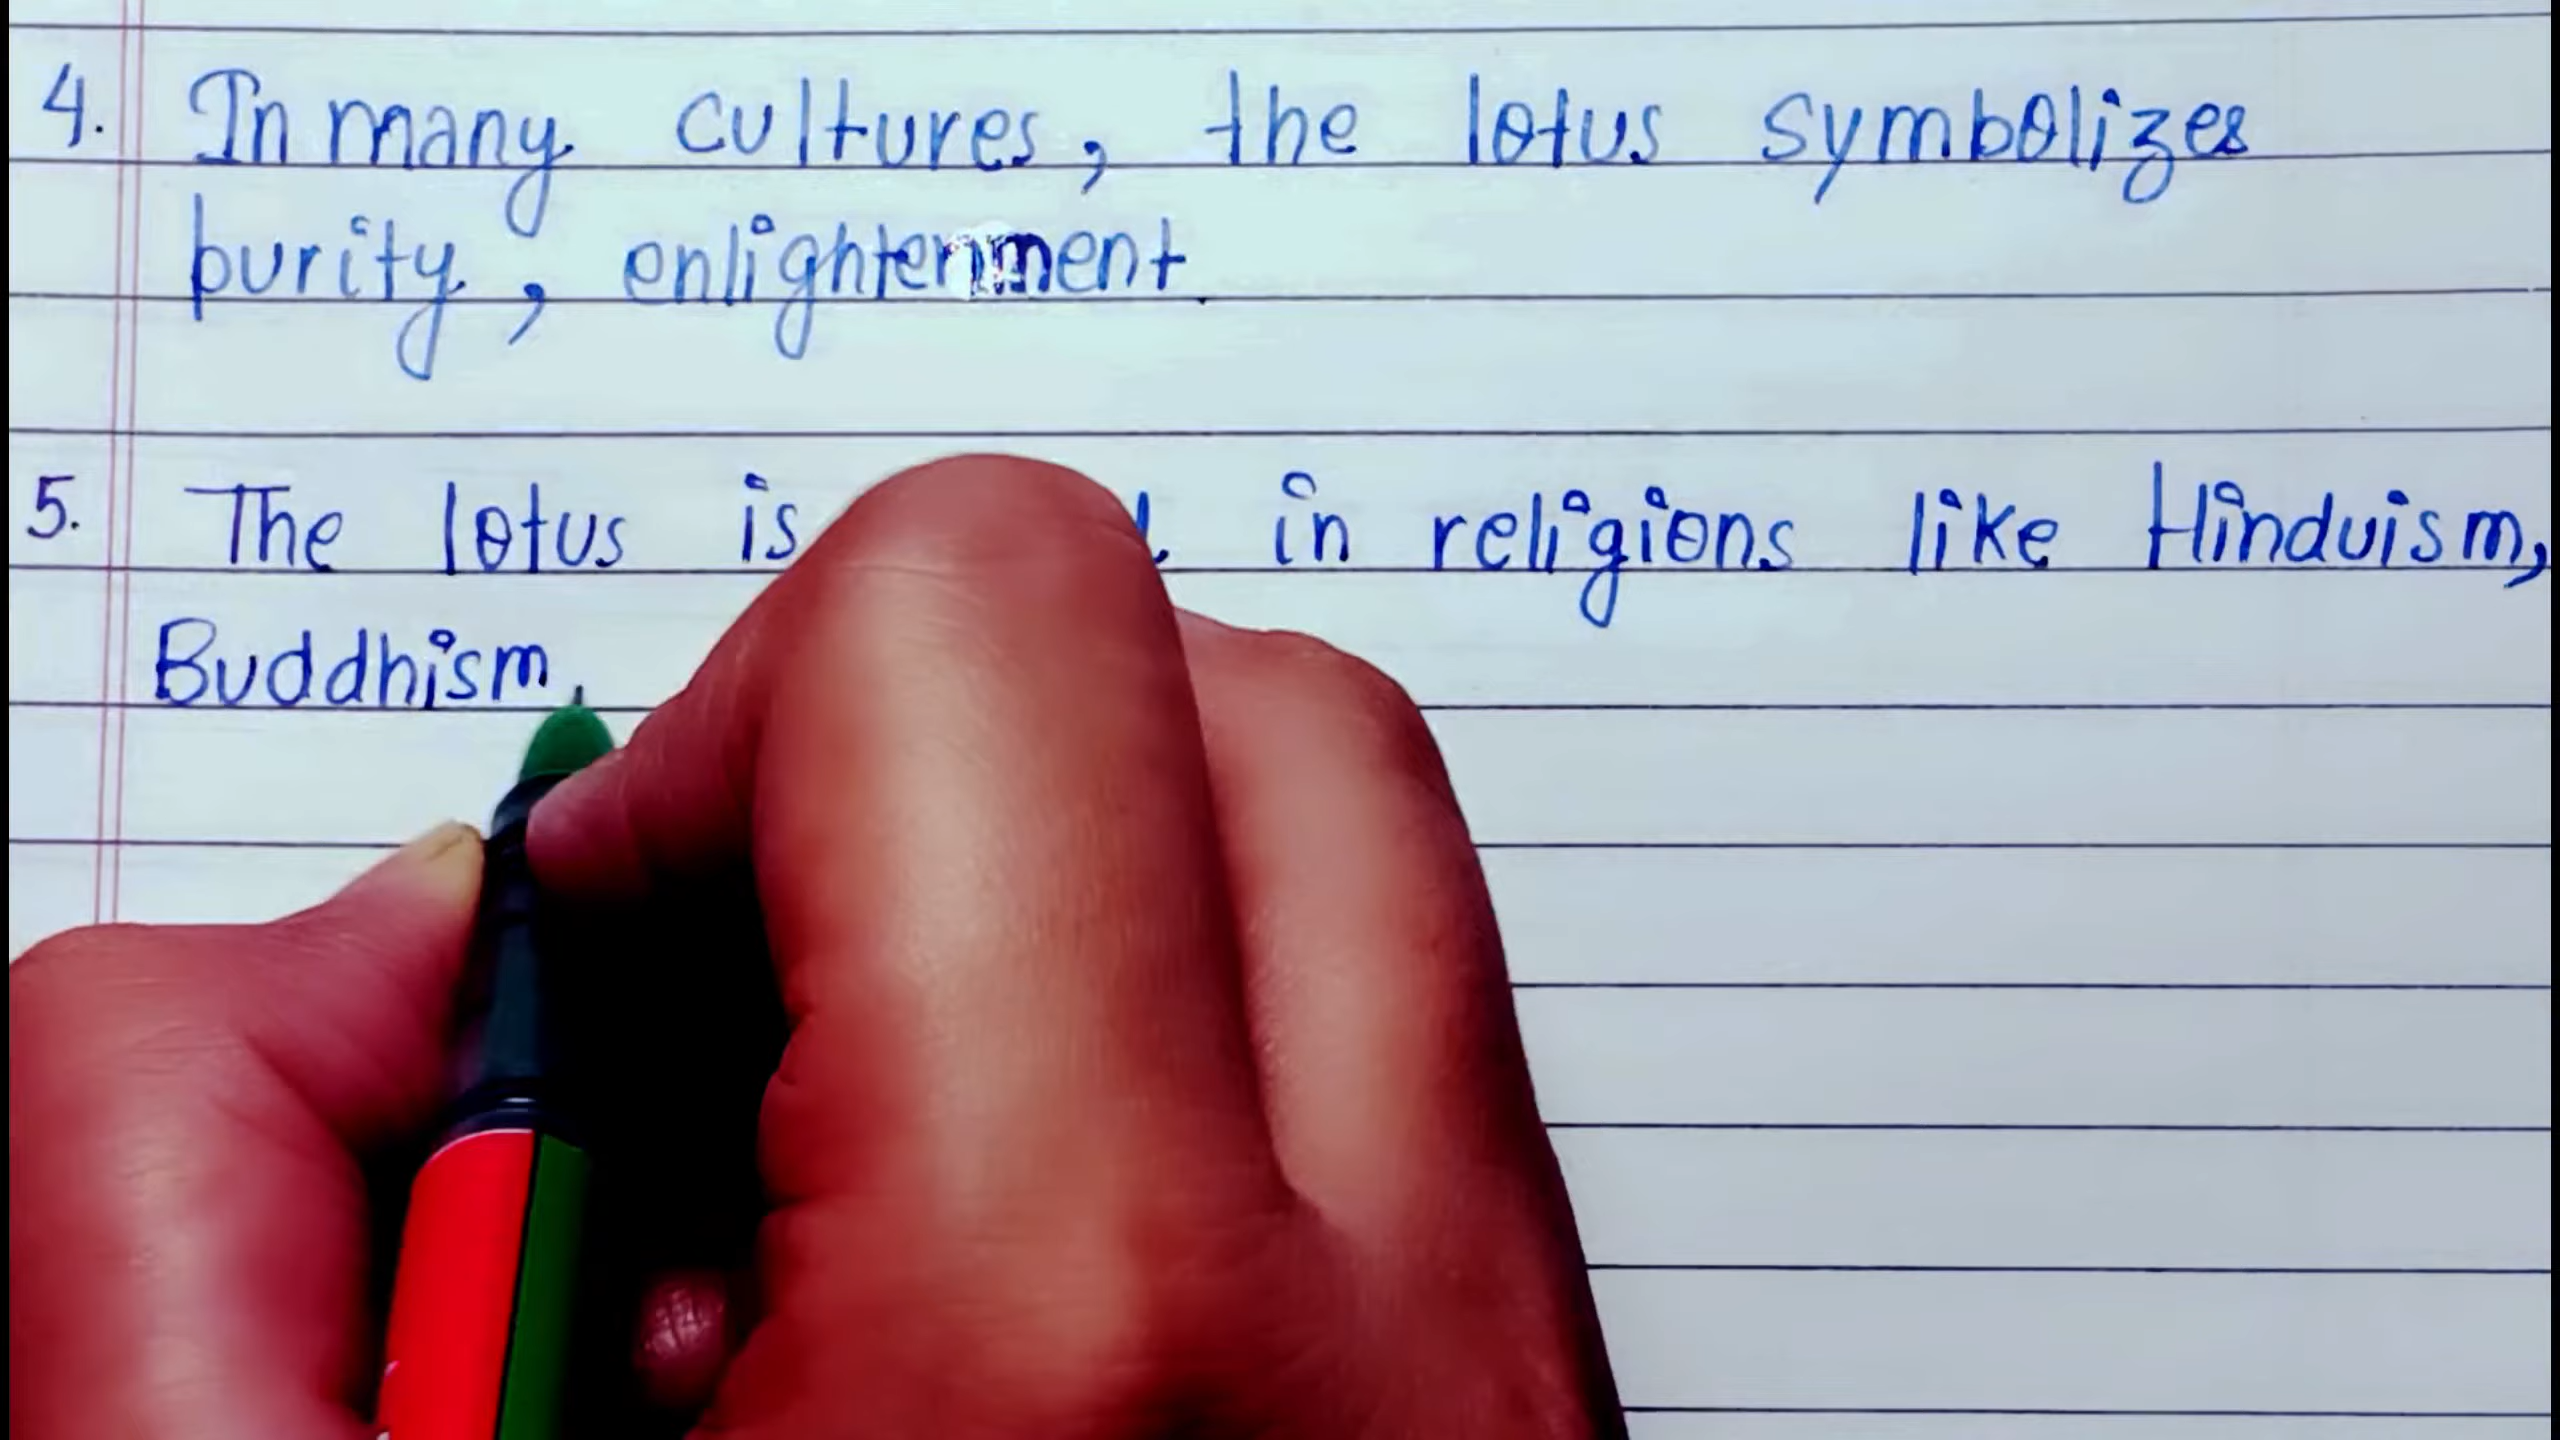 4. In many cultures, the lotus symbolizes
purity, enlightenment.
5. The lotus is in religions like Hinduism,
Buddhism,